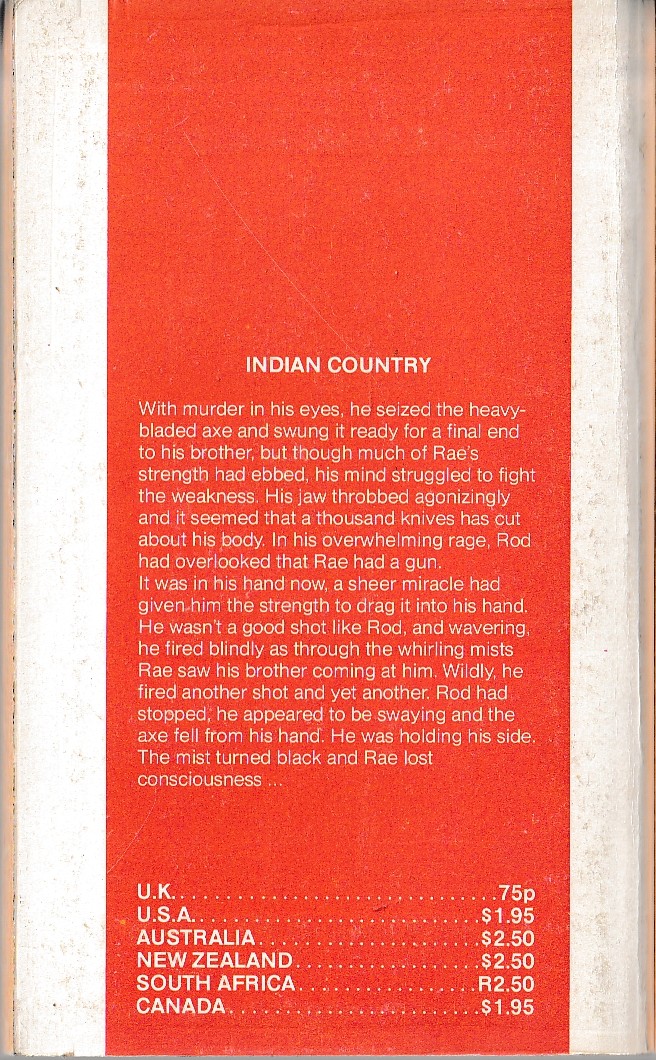 INDIAN COUNTRY
With murder in his eyes, he seized the heavy-
bladed axe and swung it ready for a final end
to his brother, but though much of Rae's
strength had ebbed, his mind struggled to fight
the weakness. His jaw throbbed agonizingly
and it seemed that a thousand knives has cut
about his body. In his overwhelming rage, Rod
had overlooked that Rae had a gun.
It was in his hand now, a sheer miracle had
given him the strength to drag it into his hand.
He wasn't a good shot like Rod, and wavering,
he fired blindly as through the whirling mists
Rae saw his brother coming at him. Wildly, he
fired another shot and yet another. Rod had
stopped, he appeared to be swaying and the
axe fell from his hand. He was holding his side.
The mist turned black and Rae lost
consciousness ...
U.K. 75p
U.S.A. $1.95
AUSTRALIA $2.50
NEW ZEALAND $2.50
SOUTH AFRICA R2.50
CANADA $1.95